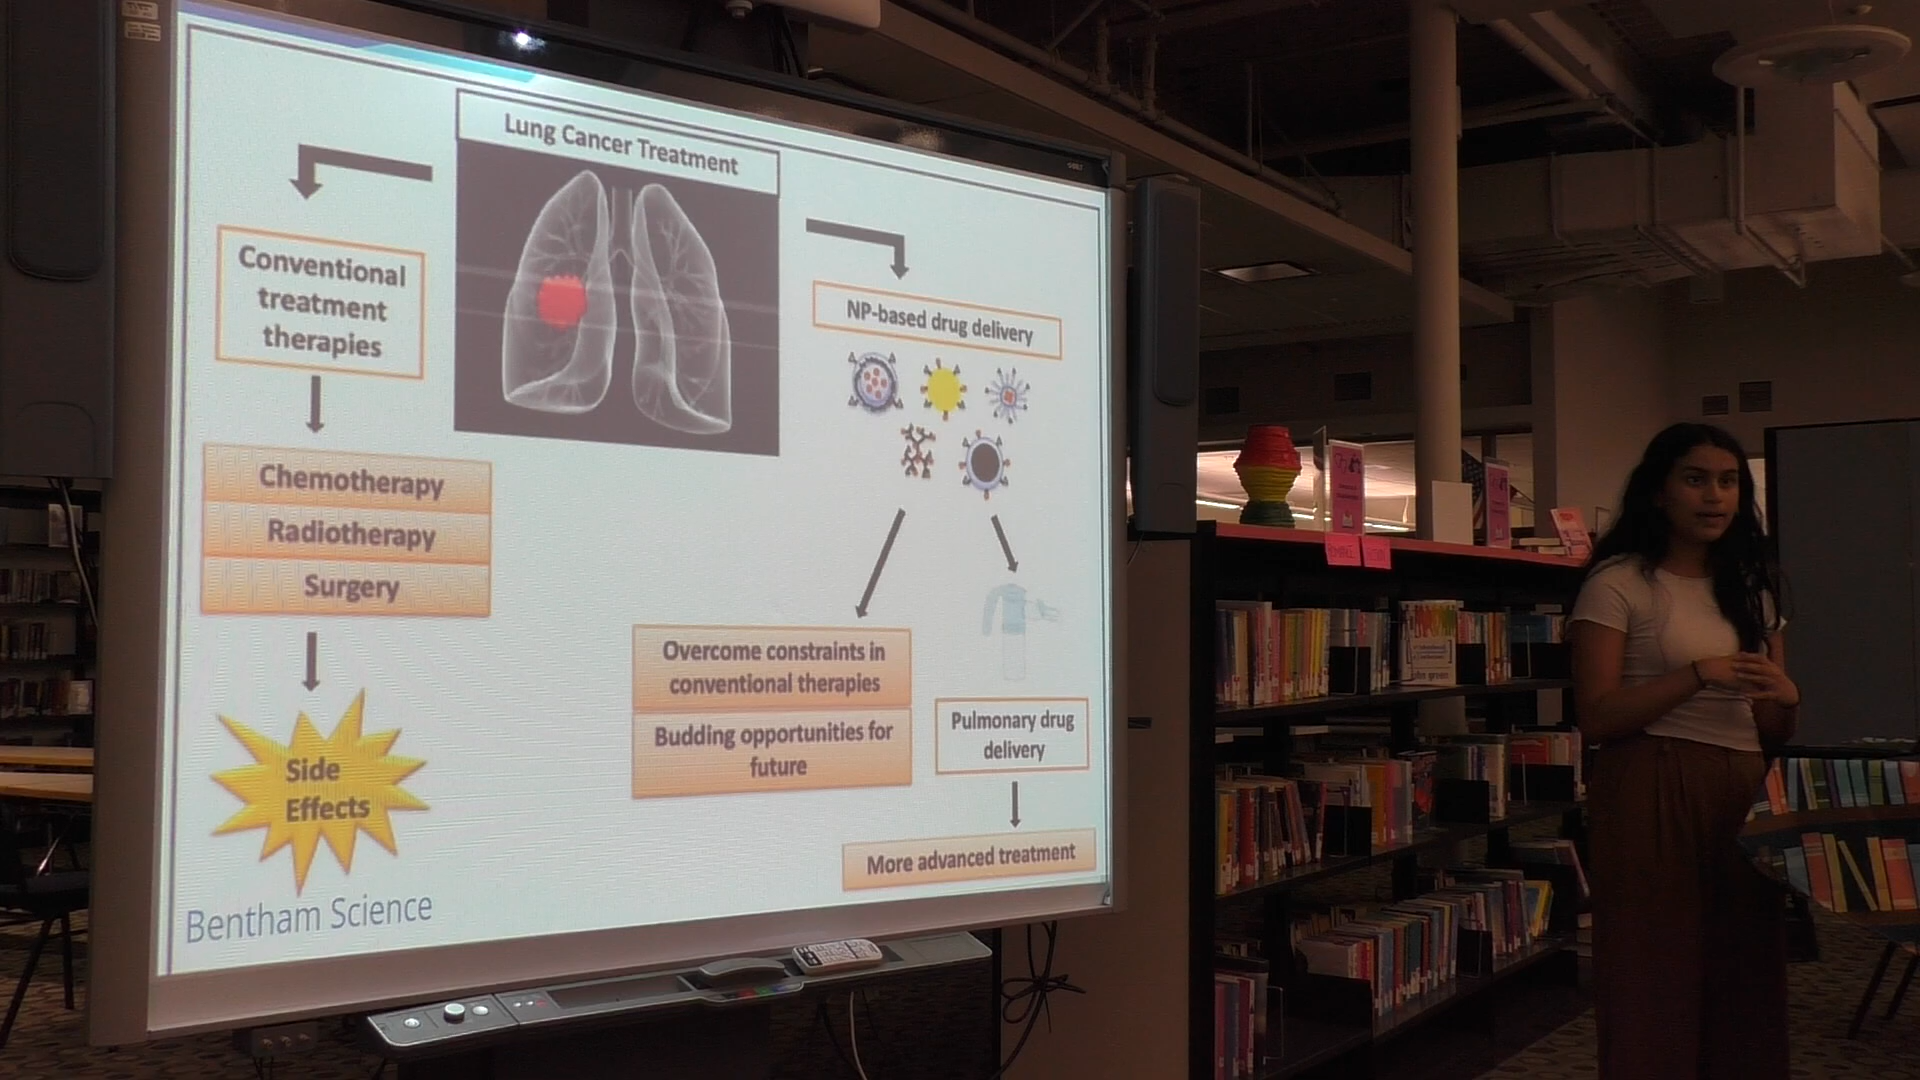 Lung Cancer Treatment
Conventional
treatment
therapies
Chemotherapy
Radiotherapy
Surgery
Side
Effects
Bentham Science
NP-based drug delivery
Overcome constraints in
conventional therapies
Budding opportunities for
future
Pulmonary drug
delivery
More advanced treatment
john green